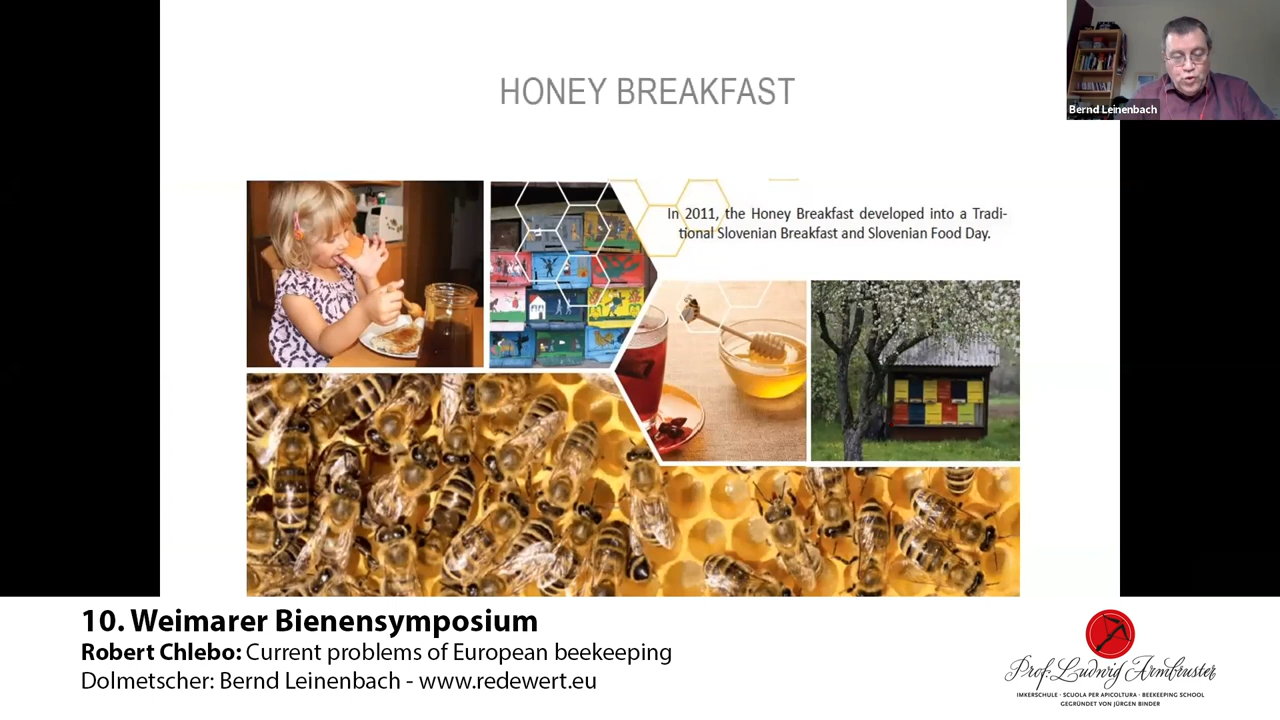 HONEY BREAKFAST
Bernd Leinenbach
In 2011, the Honey Breakfast developed into a Tradi-
tional Slovenian Breakfast and Slovenian Food Day.
10. Weimarer Bienensymposium
Robert Chlebo: Current problems of European beekeeping
Dolmetscher: Bernd Leinenbach - www.redewert.eu
Prof. Ludwig Armbruster
IMKERSCHULE · SCUOLA PER APICOLTURA · BEEKEEPING SCHOOL
GEGRÜNDET VON JÜRGEN BINDER